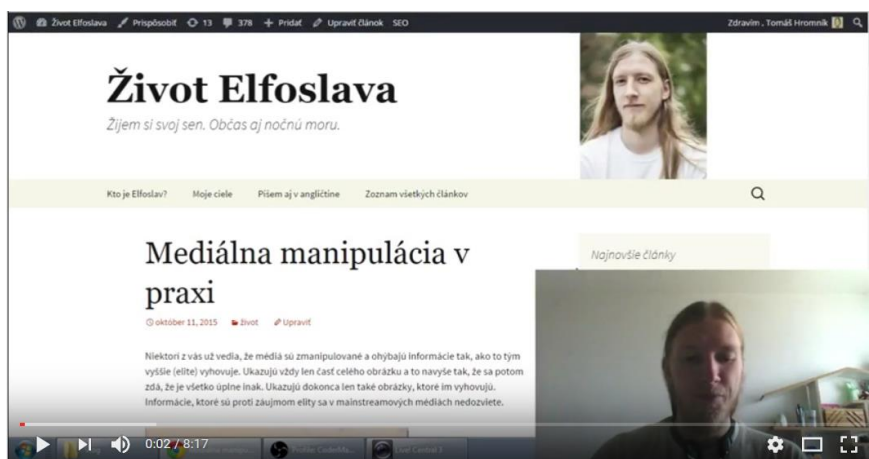 Život Elfoslava Prispôsobiť 13 378 + Pridať Upraviť článok SEO Zdravím , Tomáš Hromník
Život Elfoslava
Žijem si svoj sen. Občas aj nočnú moru.
Kto je Elfoslav? Moje ciele Píšem aj v angličtine Zoznam všetkých článkov
Mediálna manipulácia v
praxi
október 11, 2015 život Upraviť
Najnovšie články
Niektorí z vás už vedia, že médiá sú zmanipulované a ohýbajú informácie tak, ako to tým
vyššie (elite) vyhovuje. Ukazujú vždy len časť celého obrázku a to navyše tak, že sa potom
zdá, že je všetko úplne inak. Ukazujú dokonca len také obrázky, ktoré im vyhovujú.
Informácie, ktoré sú proti záujmom elity sa v mainstreamových médiách nedozviete.
0:02 / 8:17